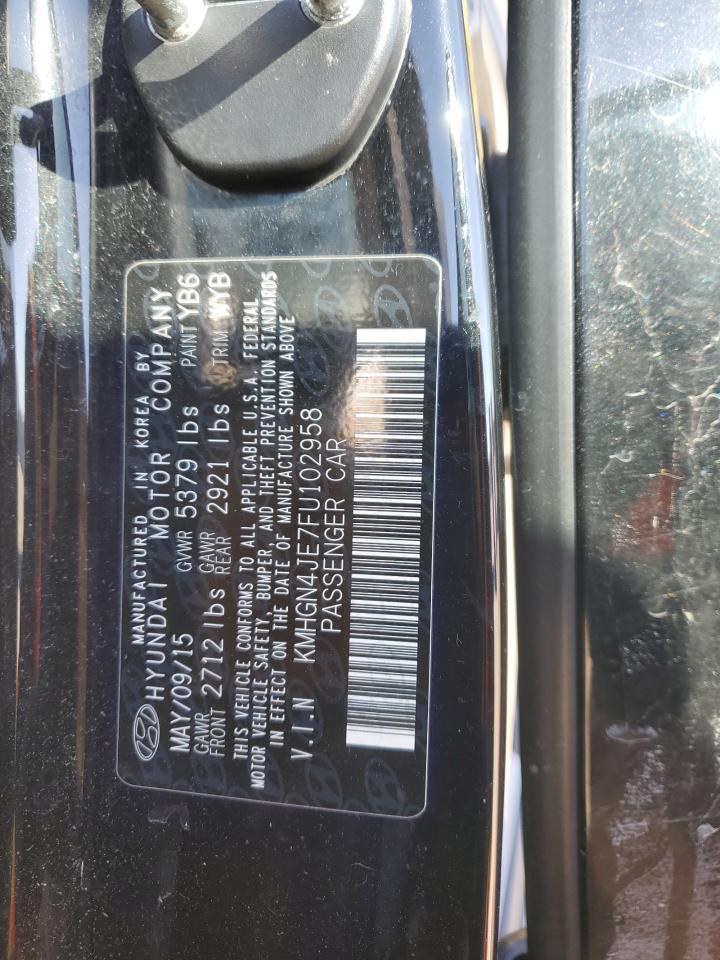 MANUFACTURED IN KOREA BY
HYUNDAI MOTOR COMPANY
MAY/09/15 GVWR 5379 lbs PAINT YB6
GAWR FRONT 2712 lbs GAWR REAR 2921 lbs TRIM WYB
THIS VEHICLE CONFORMS TO ALL APPLICABLE U.S.A. FEDERAL
MOTOR VEHICLE SAFETY, BUMPER, AND THEFT PREVENTION STANDARDS
IN EFFECT ON THE DATE OF MANUFACTURE SHOWN ABOVE
V.I.N KMHGN4JE7FU102958
PASSENGER CAR